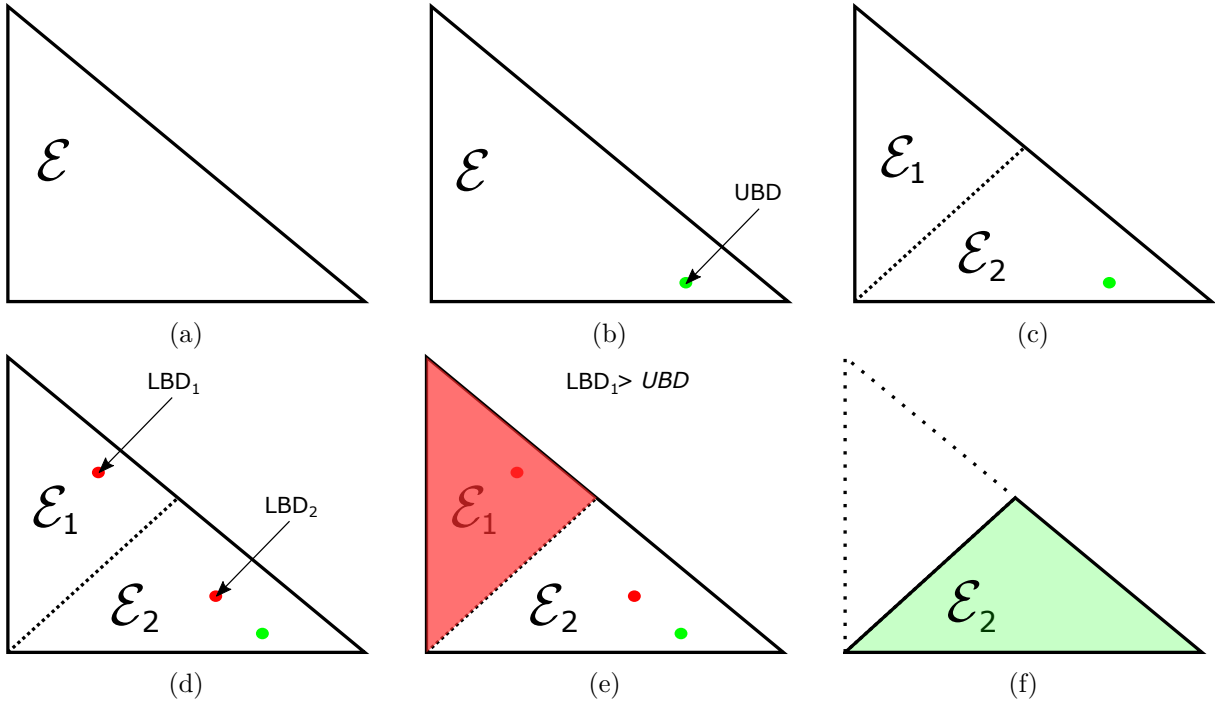 ℰ
(a)
ℰ
UBD
(b)
ℰ₁
ℰ₂
(c)
LBD₁
ℰ₁
LBD₂
ℰ₂
(d)
LBD₁> UBD
ℰ₁
ℰ₂
(e)
ℰ₂
(f)